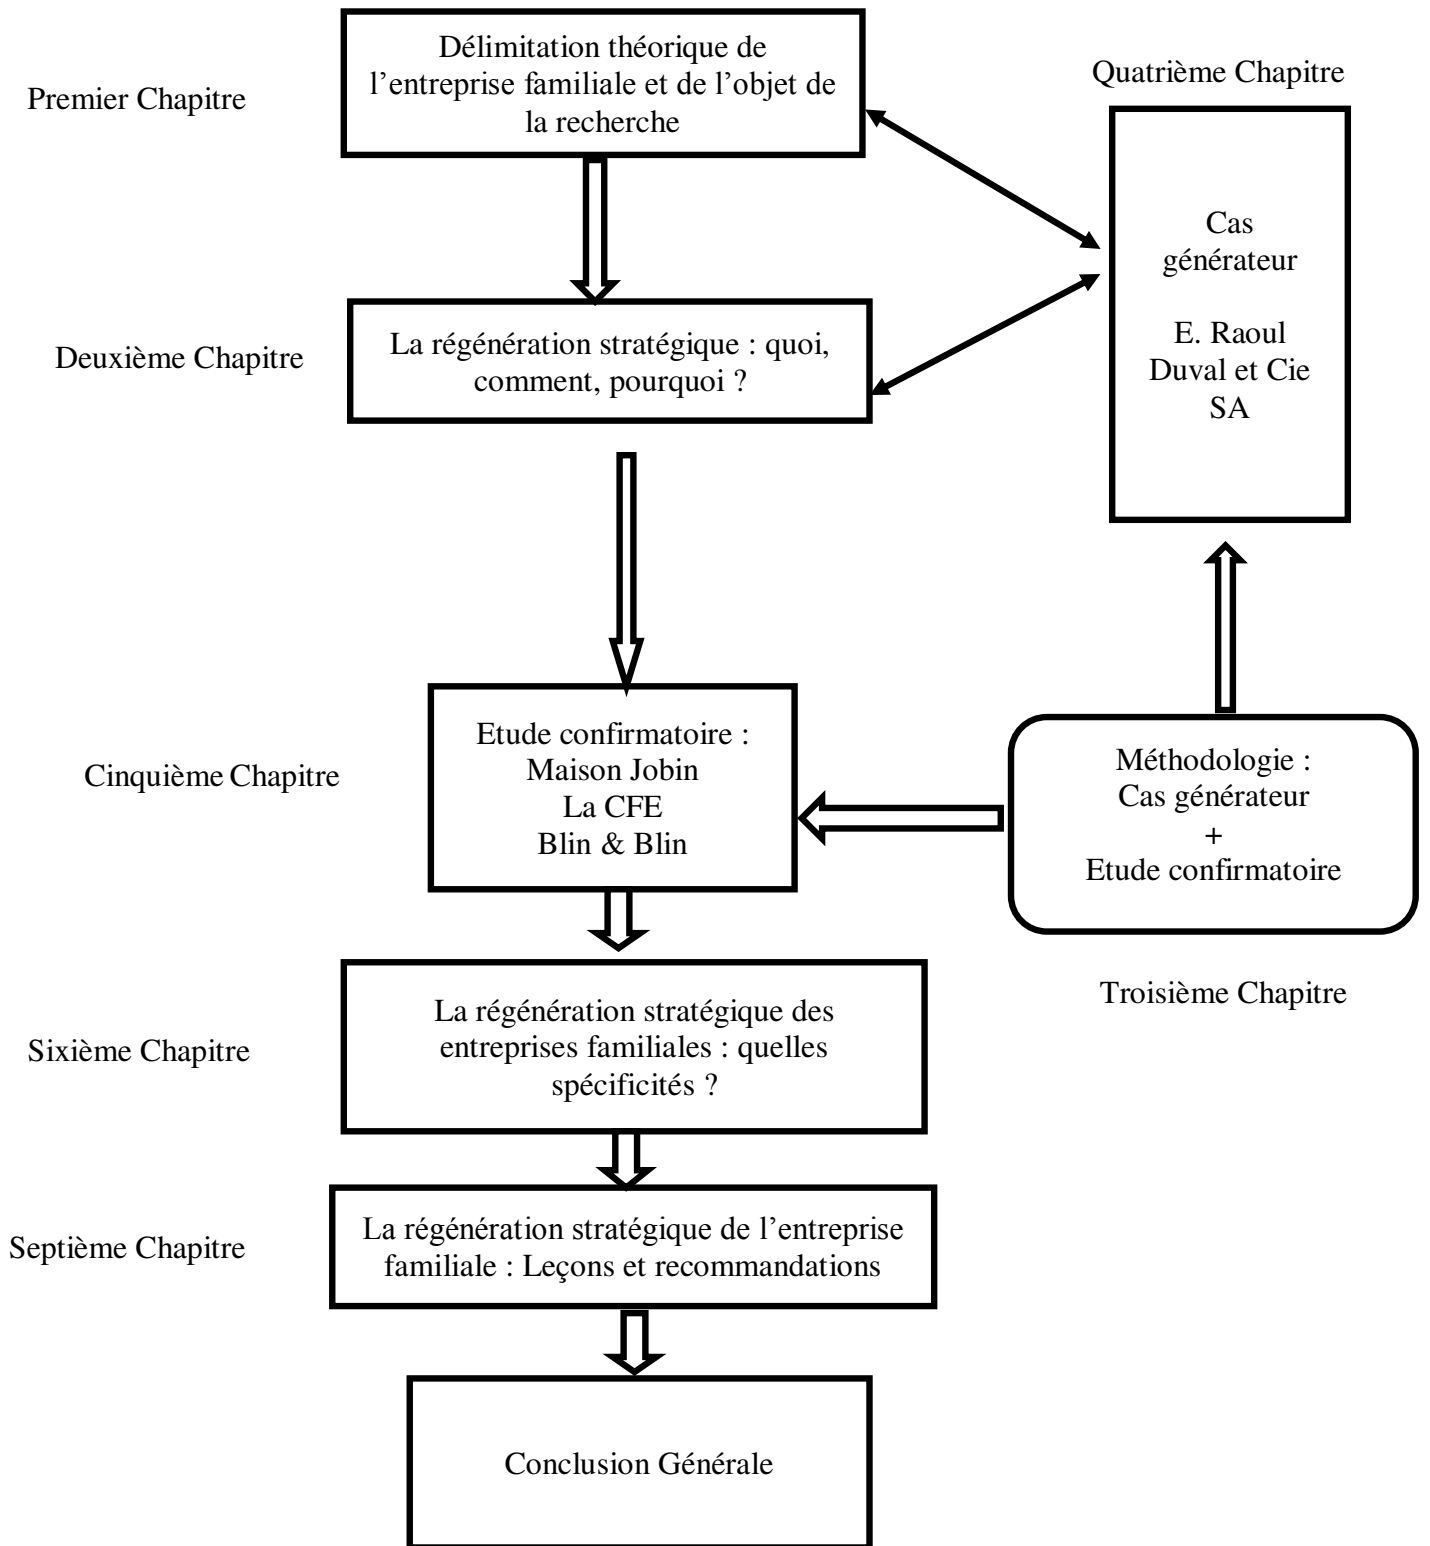 Premier Chapitre
Délimitation théorique de
l’entreprise familiale et de l’objet de
la recherche
Quatrième Chapitre
Cas
générateur
E. Raoul
Duval et Cie
SA
Deuxième Chapitre
La régénération stratégique : quoi,
comment, pourquoi ?
Cinquième Chapitre
Etude confirmatoire :
Maison Jobin
La CFE
Blin & Blin
Méthodologie :
Cas générateur
+
Etude confirmatoire
Troisième Chapitre
Sixième Chapitre
La régénération stratégique des
entreprises familiales : quelles
spécificités ?
Septième Chapitre
La régénération stratégique de l’entreprise
familiale : Leçons et recommandations
Conclusion Générale